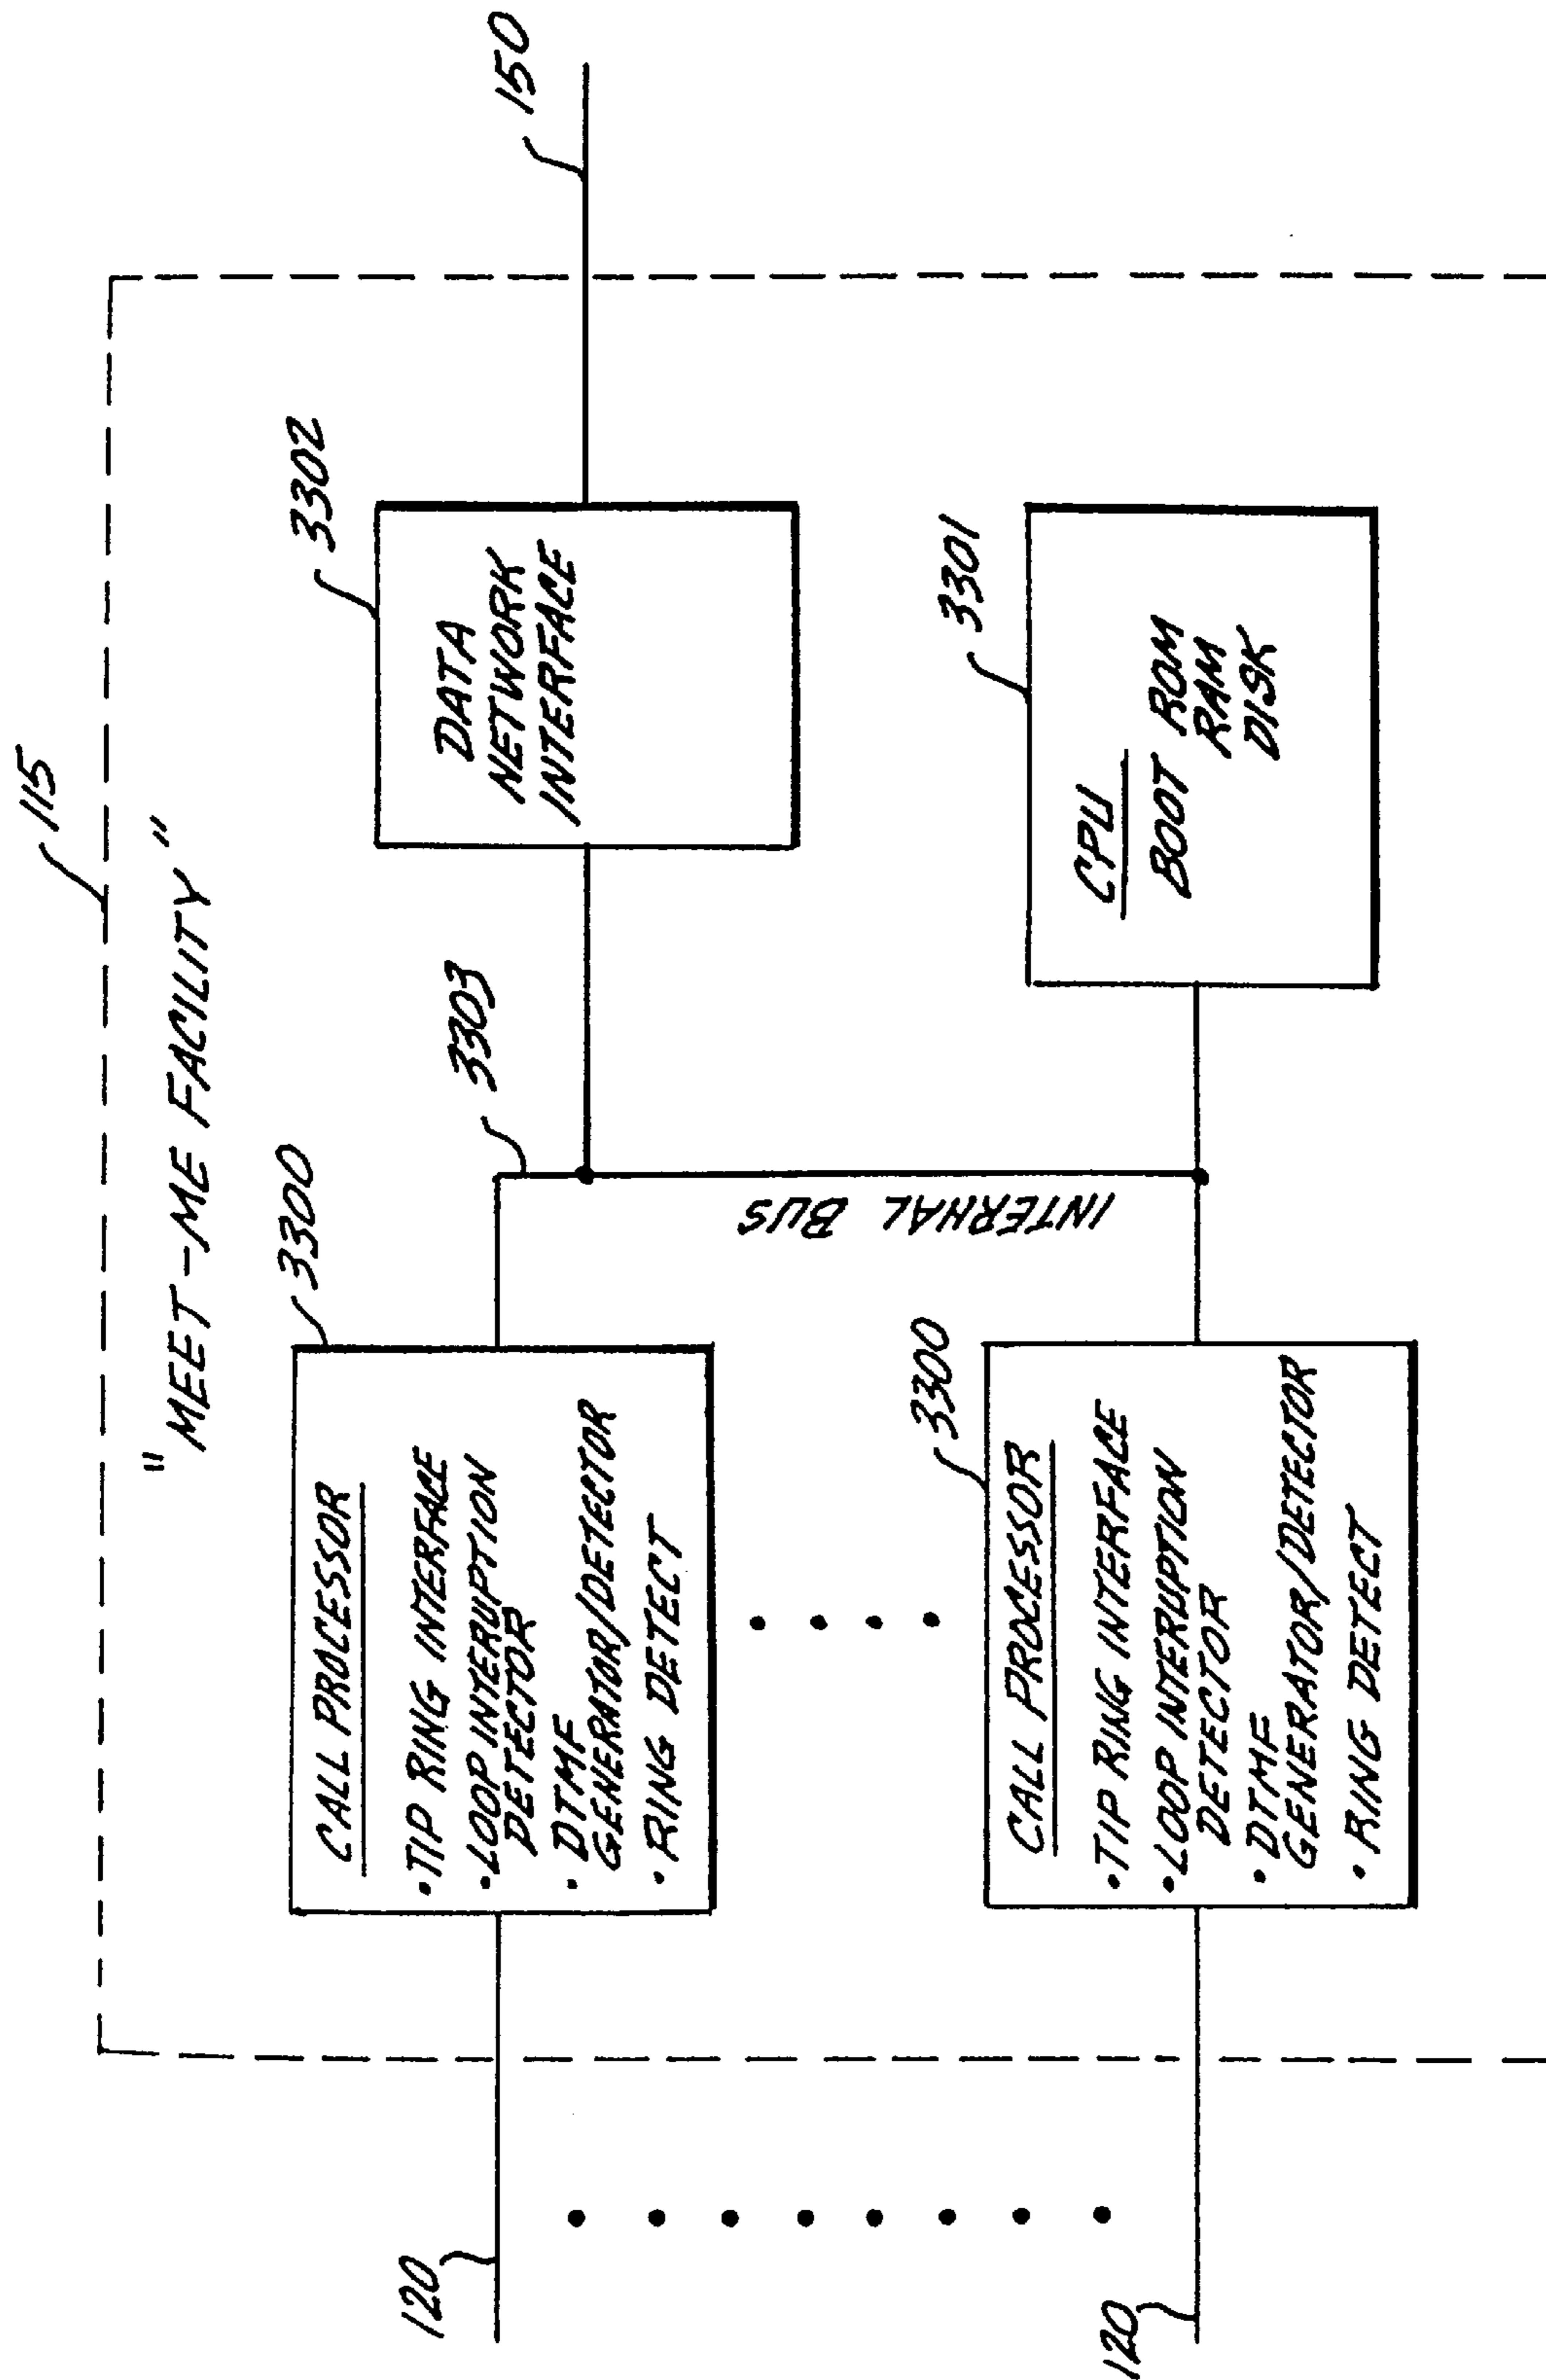 115
"MEET-ME FACILITY"
3300
CALL PROCESSOR
•TIP RING INTERFACE
•LOOP INTERRUPTION
DETECTOR
•DTMF
GENERATOR/DETECTOR
•RING DETECT
120
3303
INTERNAL BUS
3302
DATA
NETWORK
INTERFACE
150
3300
CALL PROCESSOR
•TIP RING INTERFACE
•LOOP INTERRUPTION
DETECTOR
•DTMF
GENERATOR/DETECTOR
•RING DETECT
120
3301
CPU
BOOT ROM
RAM
DISK